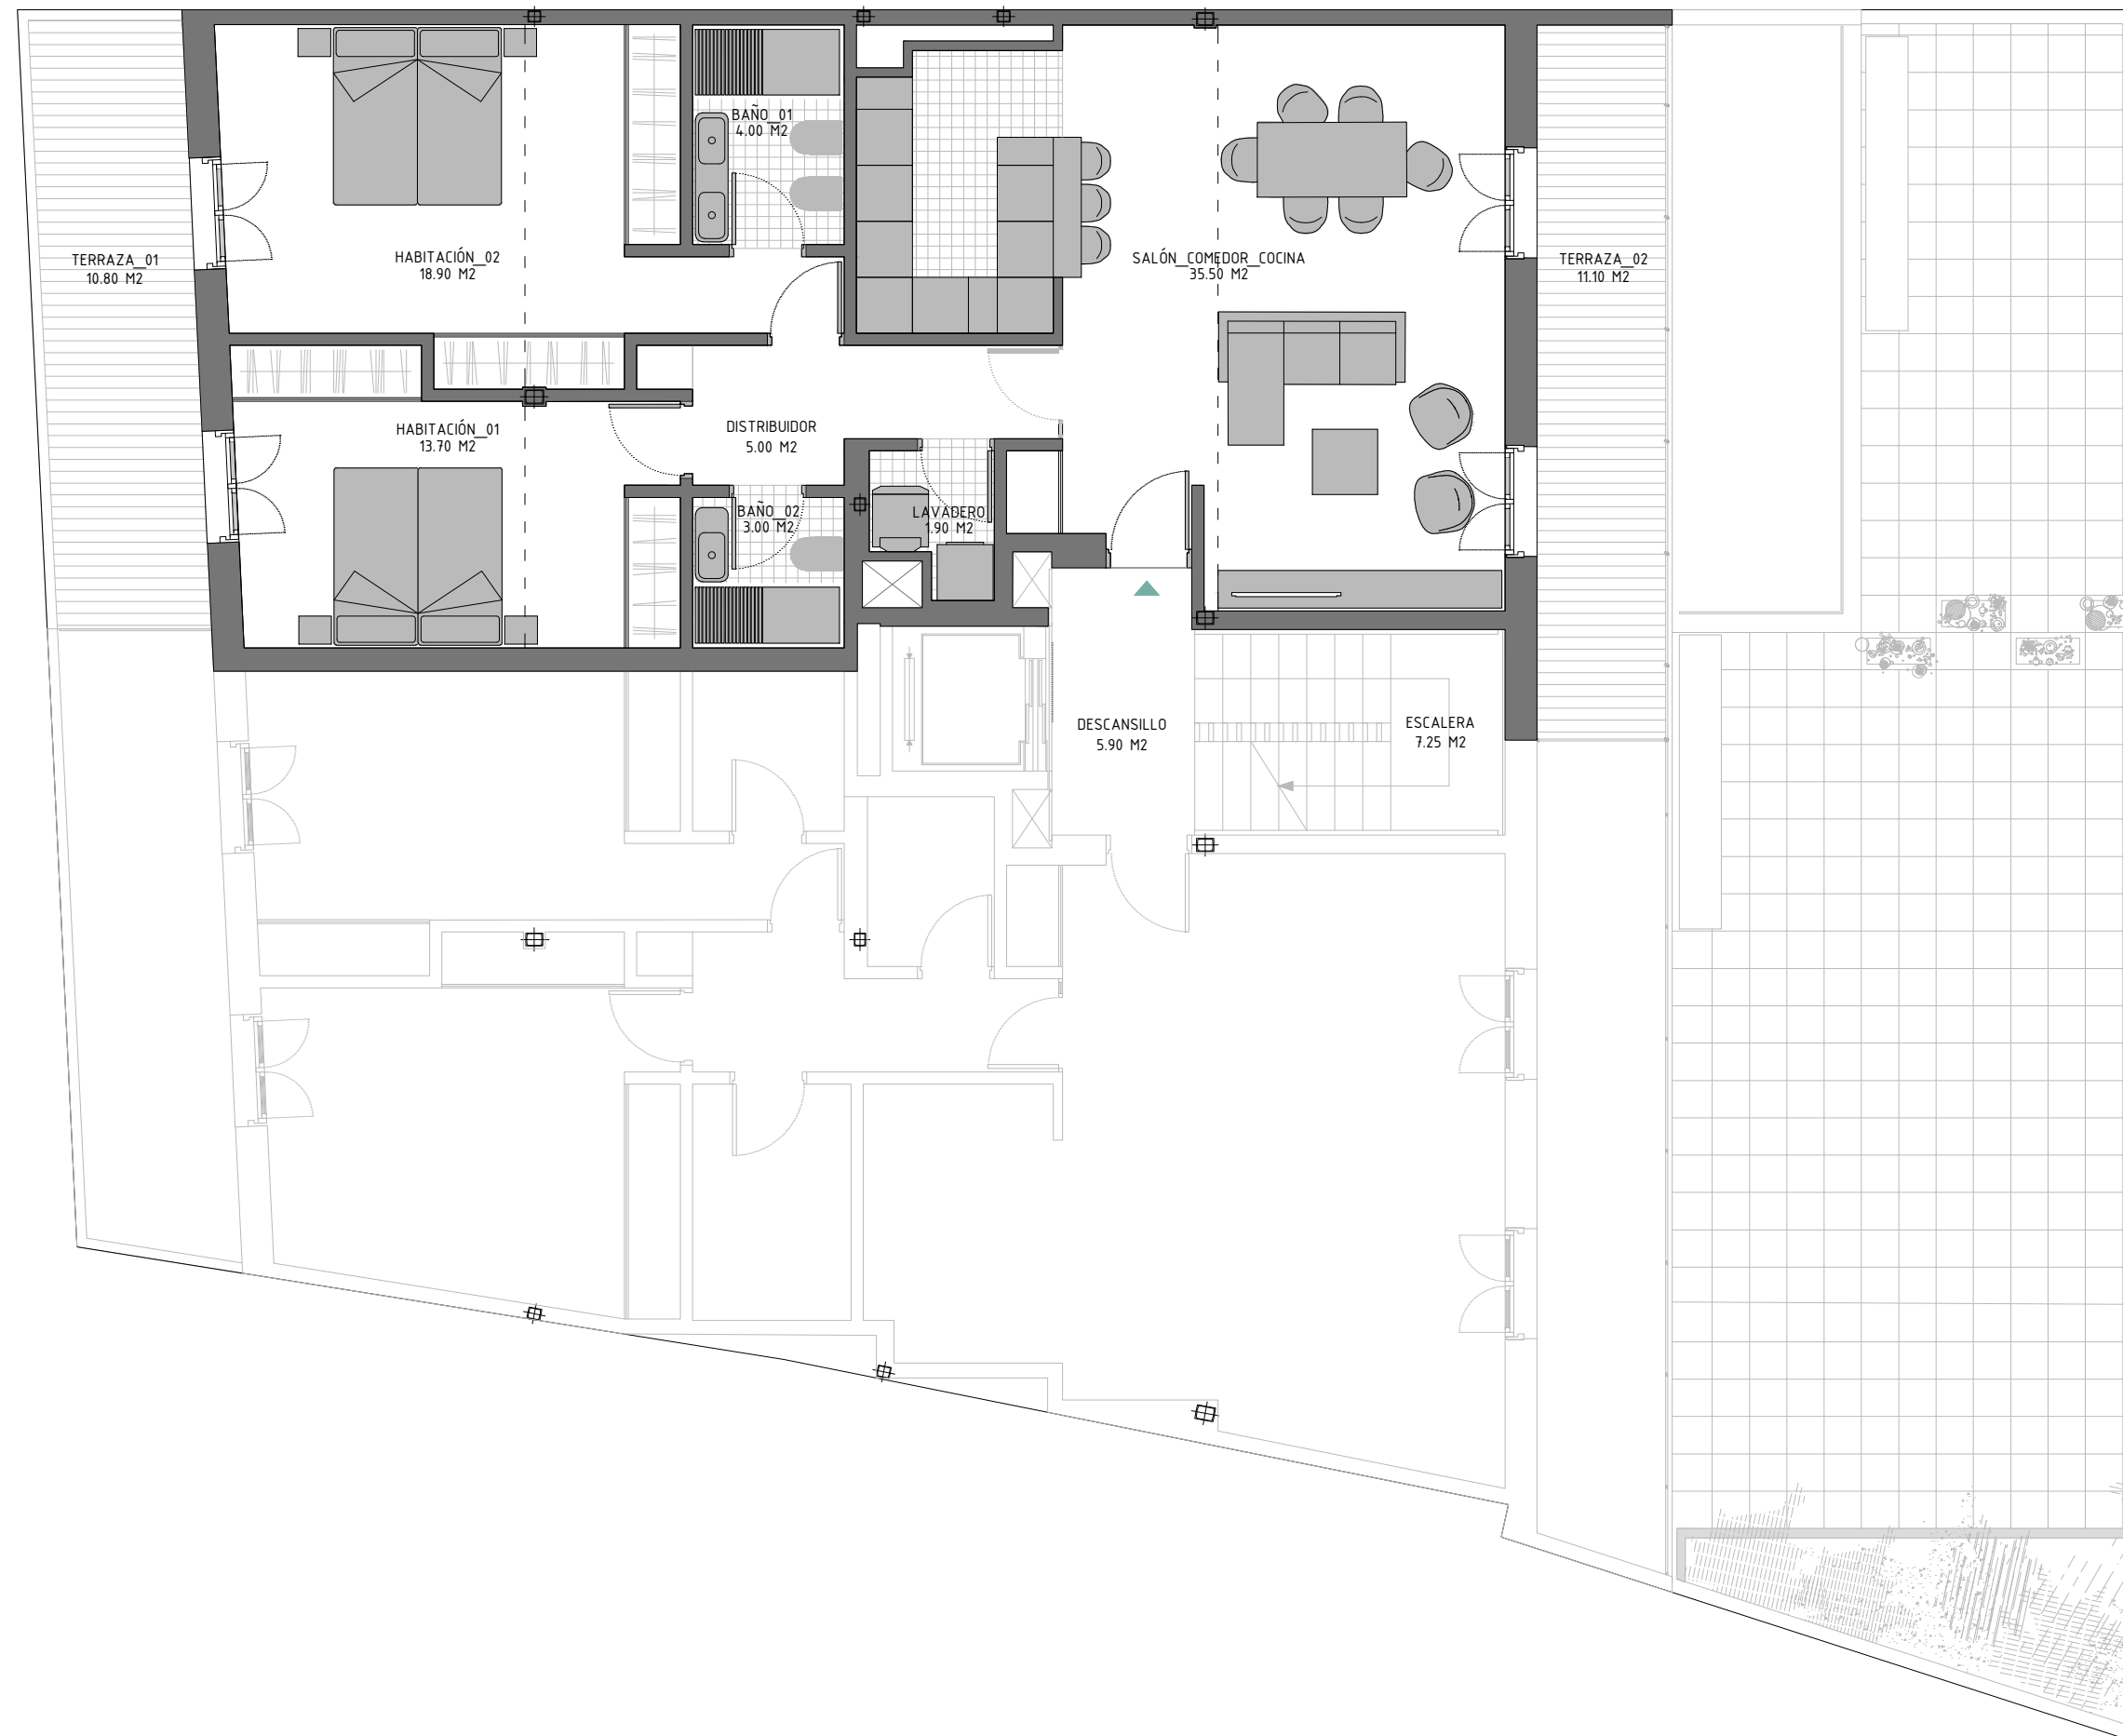 BAÑO_01
4.00 M2
TERRAZA_01
10.80 M2
HABITACIÓN_02
18.90 M2
SALÓN_COMEDOR_COCINA
35.50 M2
TERRAZA_02
11.10 M2
HABITACIÓN_01
13.70 M2
DISTRIBUIDOR
5.00 M2
BAÑO_02
3.00 M2
LAVADERO
1.90 M2
DESCANSILLO
5.90 M2
ESCALERA
7.25 M2